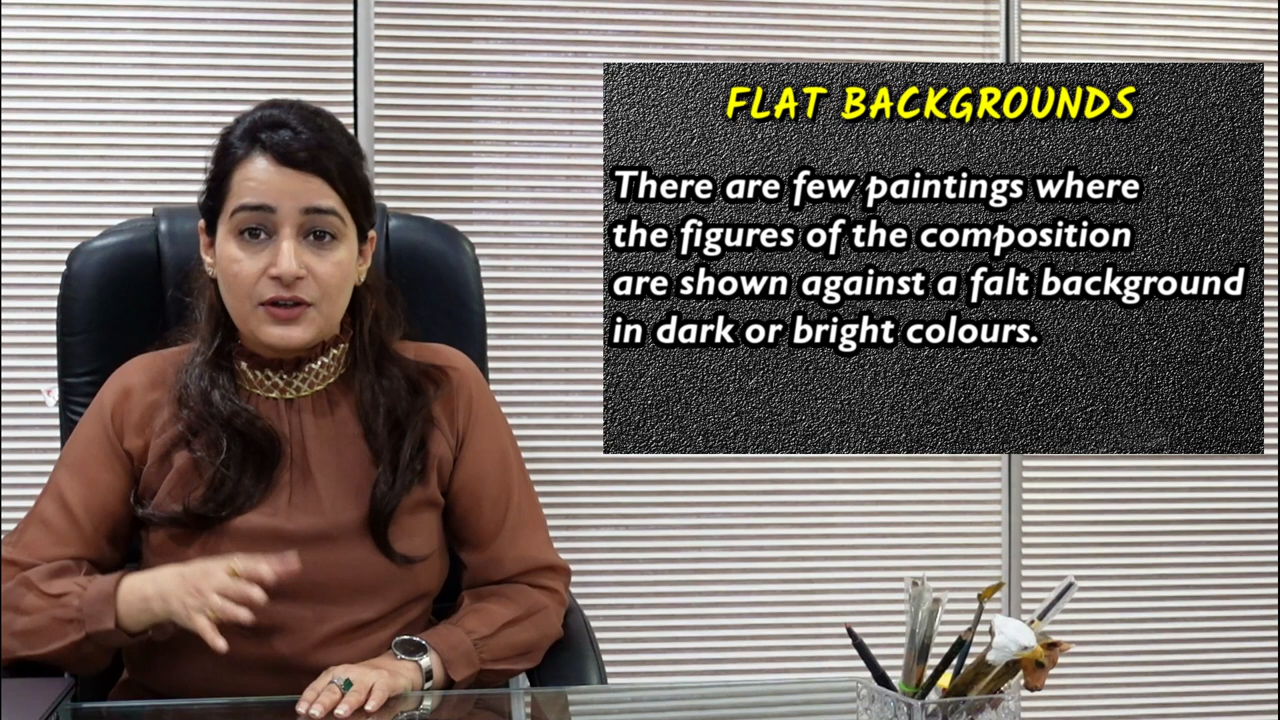 FLAT BACKGROUNDS
There are few paintings where
the figures of the composition
are shown against a falt background
in dark or bright colours.